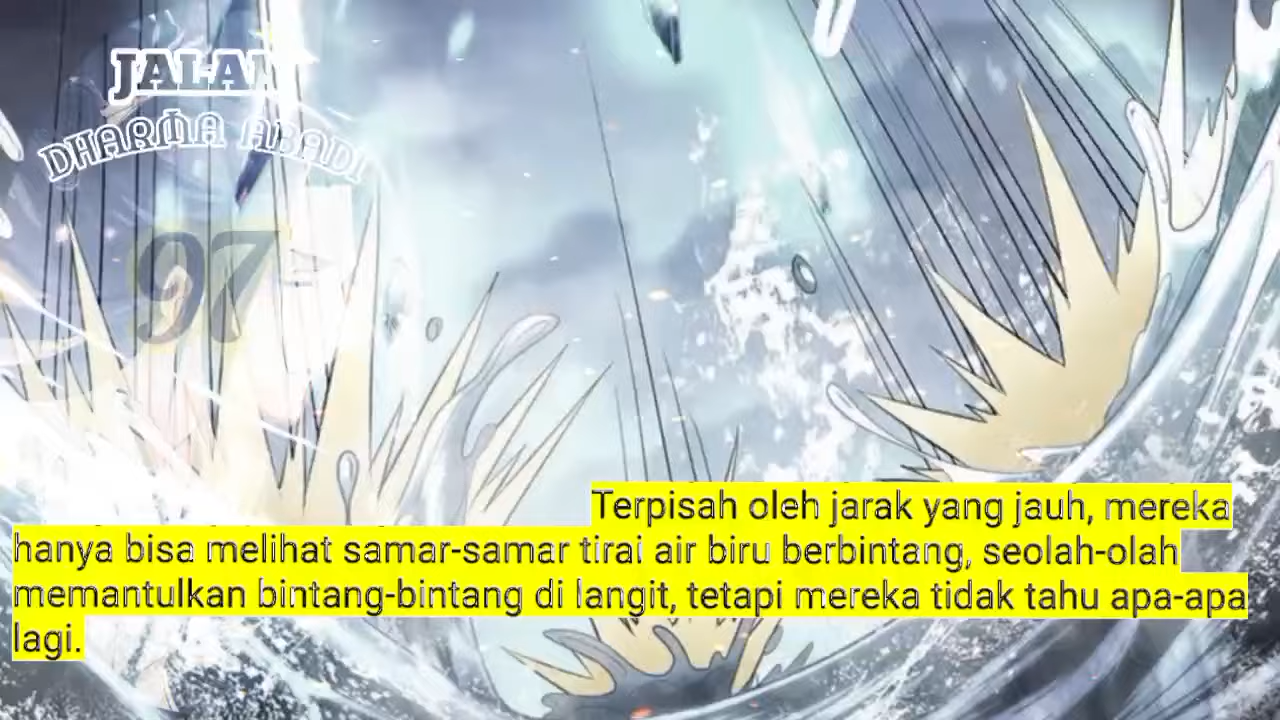 JALAN
DHARMA ABADI
97
Terpisah oleh jarak yang jauh, mereka
hanya bisa melihat samar-samar tirai air biru berbintang, seolah-olah
memantulkan bintang-bintang di langit, tetapi mereka tidak tahu apa-apa
lagi.